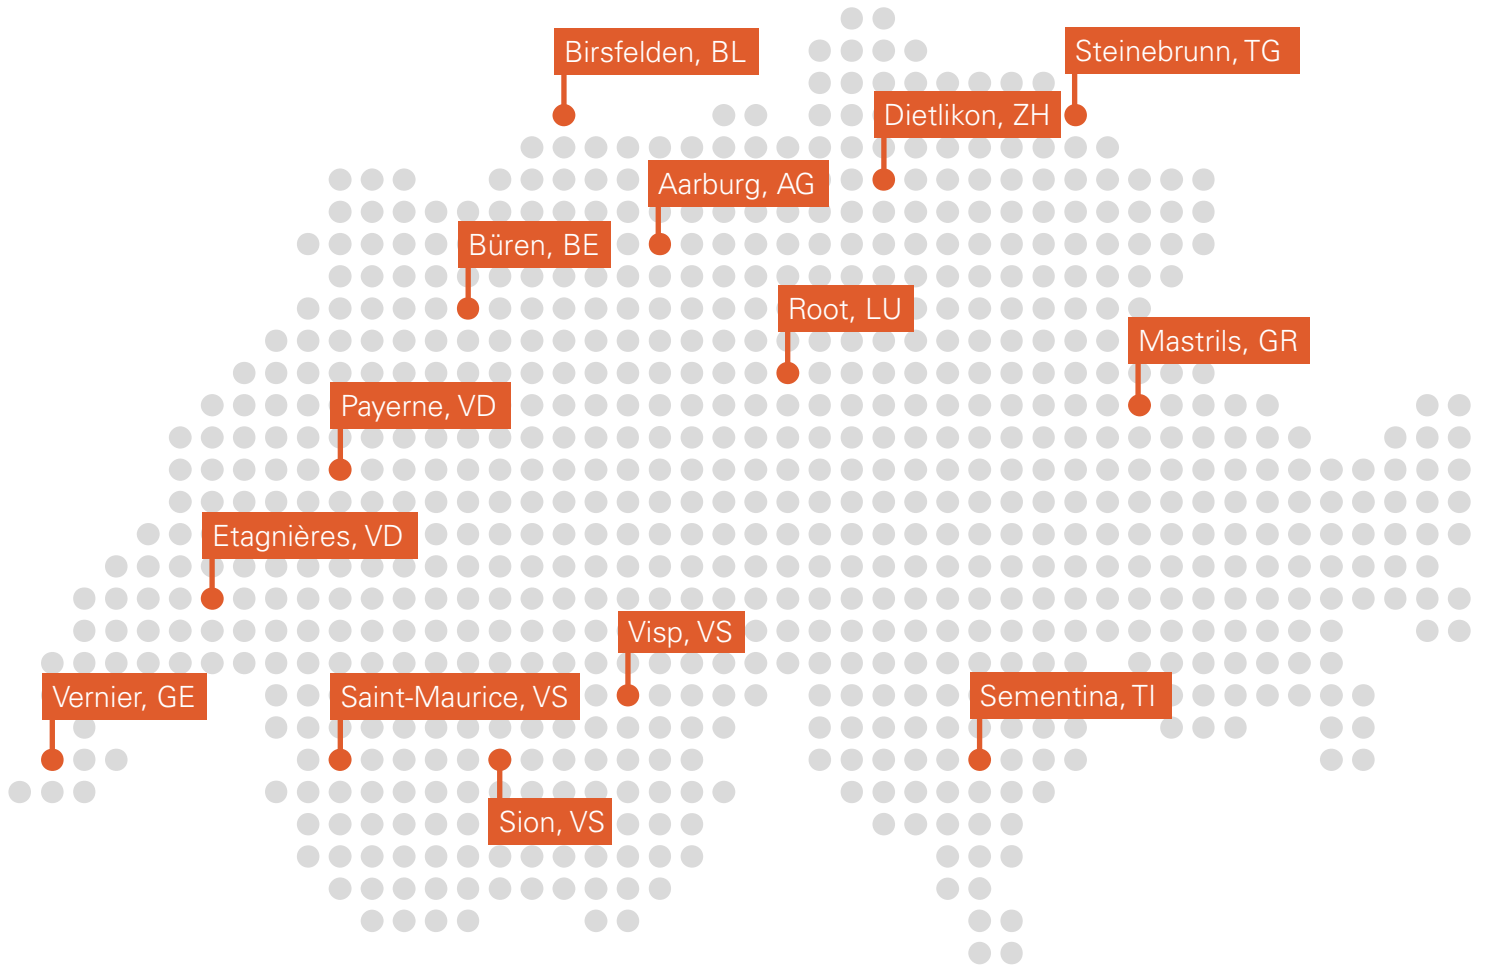 Birsfelden, BL
Steinebrunn, TG
Dietlikon, ZH
Aarburg, AG
Büren, BE
Root, LU
Mastrils, GR
Payerne, VD
Etagnières, VD
Visp, VS
Vernier, GE
Saint-Maurice, VS
Sementina, TI
Sion, VS